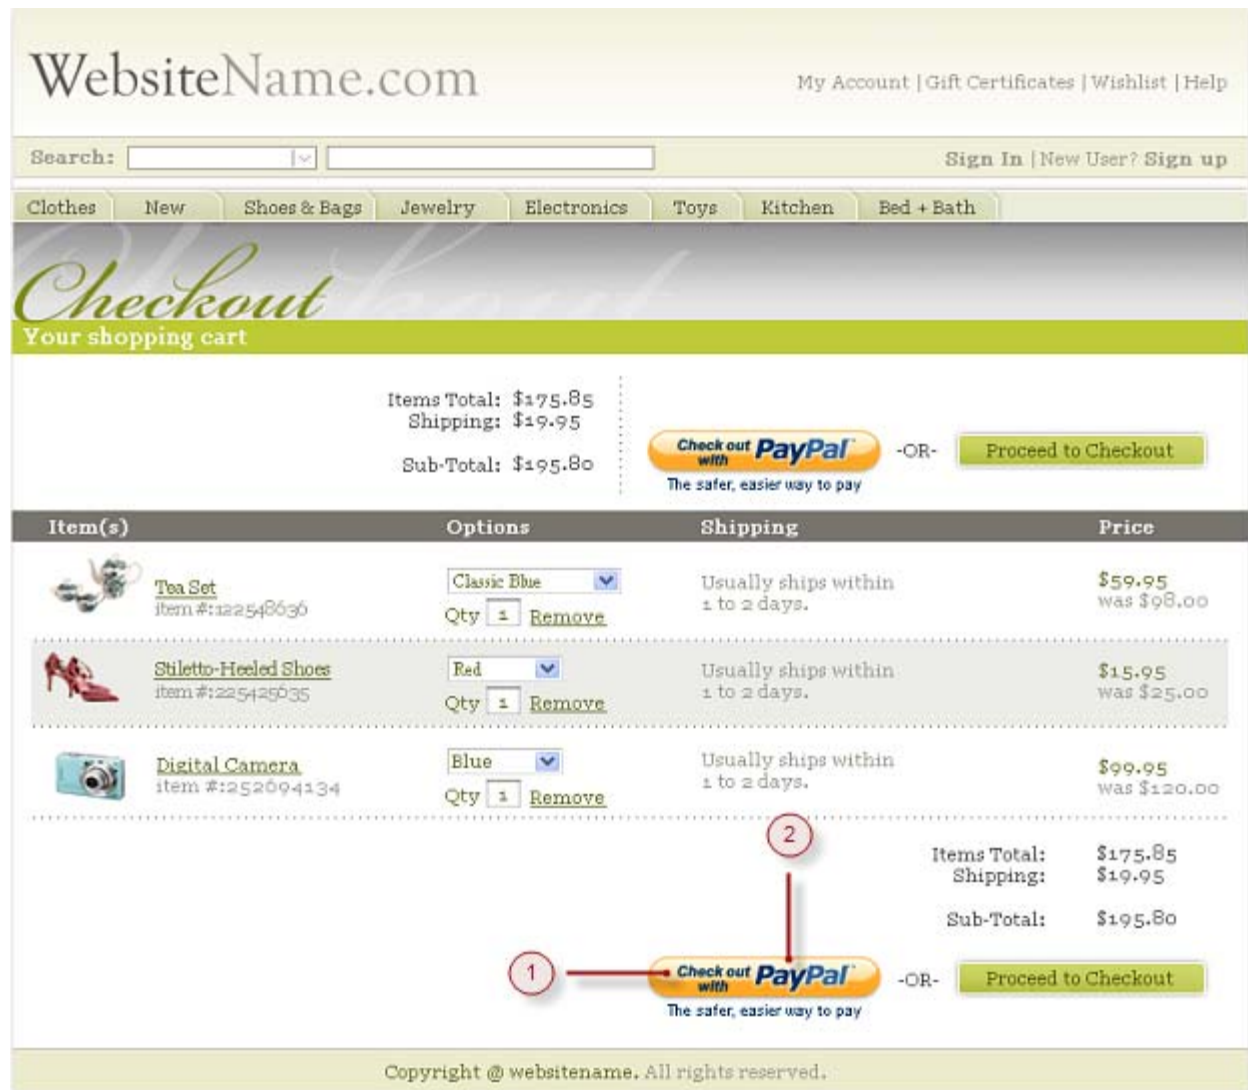 WebsiteName.com
My Account | Gift Certificates | Wishlist | Help
Search:
Sign In | New User? Sign up
Clothes New Shoes & Bags Jewelry Electronics Toys Kitchen Bed + Bath
Checkout
Your shopping cart
Items Total: $175.85
Shipping: $19.95
Sub-Total: $195.80
Check out with PayPal
The safer, easier way to pay
-OR-
Proceed to Checkout
Item(s) Options Shipping Price
Tea Set
item #:122548636
Classic Blue
Qty 1 Remove
Usually ships within
1 to 2 days.
$59.95
was $98.00
Stiletto-Heeled Shoes
item #:225425635
Red
Qty 1 Remove
Usually ships within
1 to 2 days.
$15.95
was $25.00
Digital Camera
item #:252694134
Blue
Qty 1 Remove
Usually ships within
1 to 2 days.
$99.95
was $120.00
2
Items Total: $175.85
Shipping: $19.95
Sub-Total: $195.80
1
Check out with PayPal
The safer, easier way to pay
-OR-
Proceed to Checkout
Copyright @ websitename. All rights reserved.